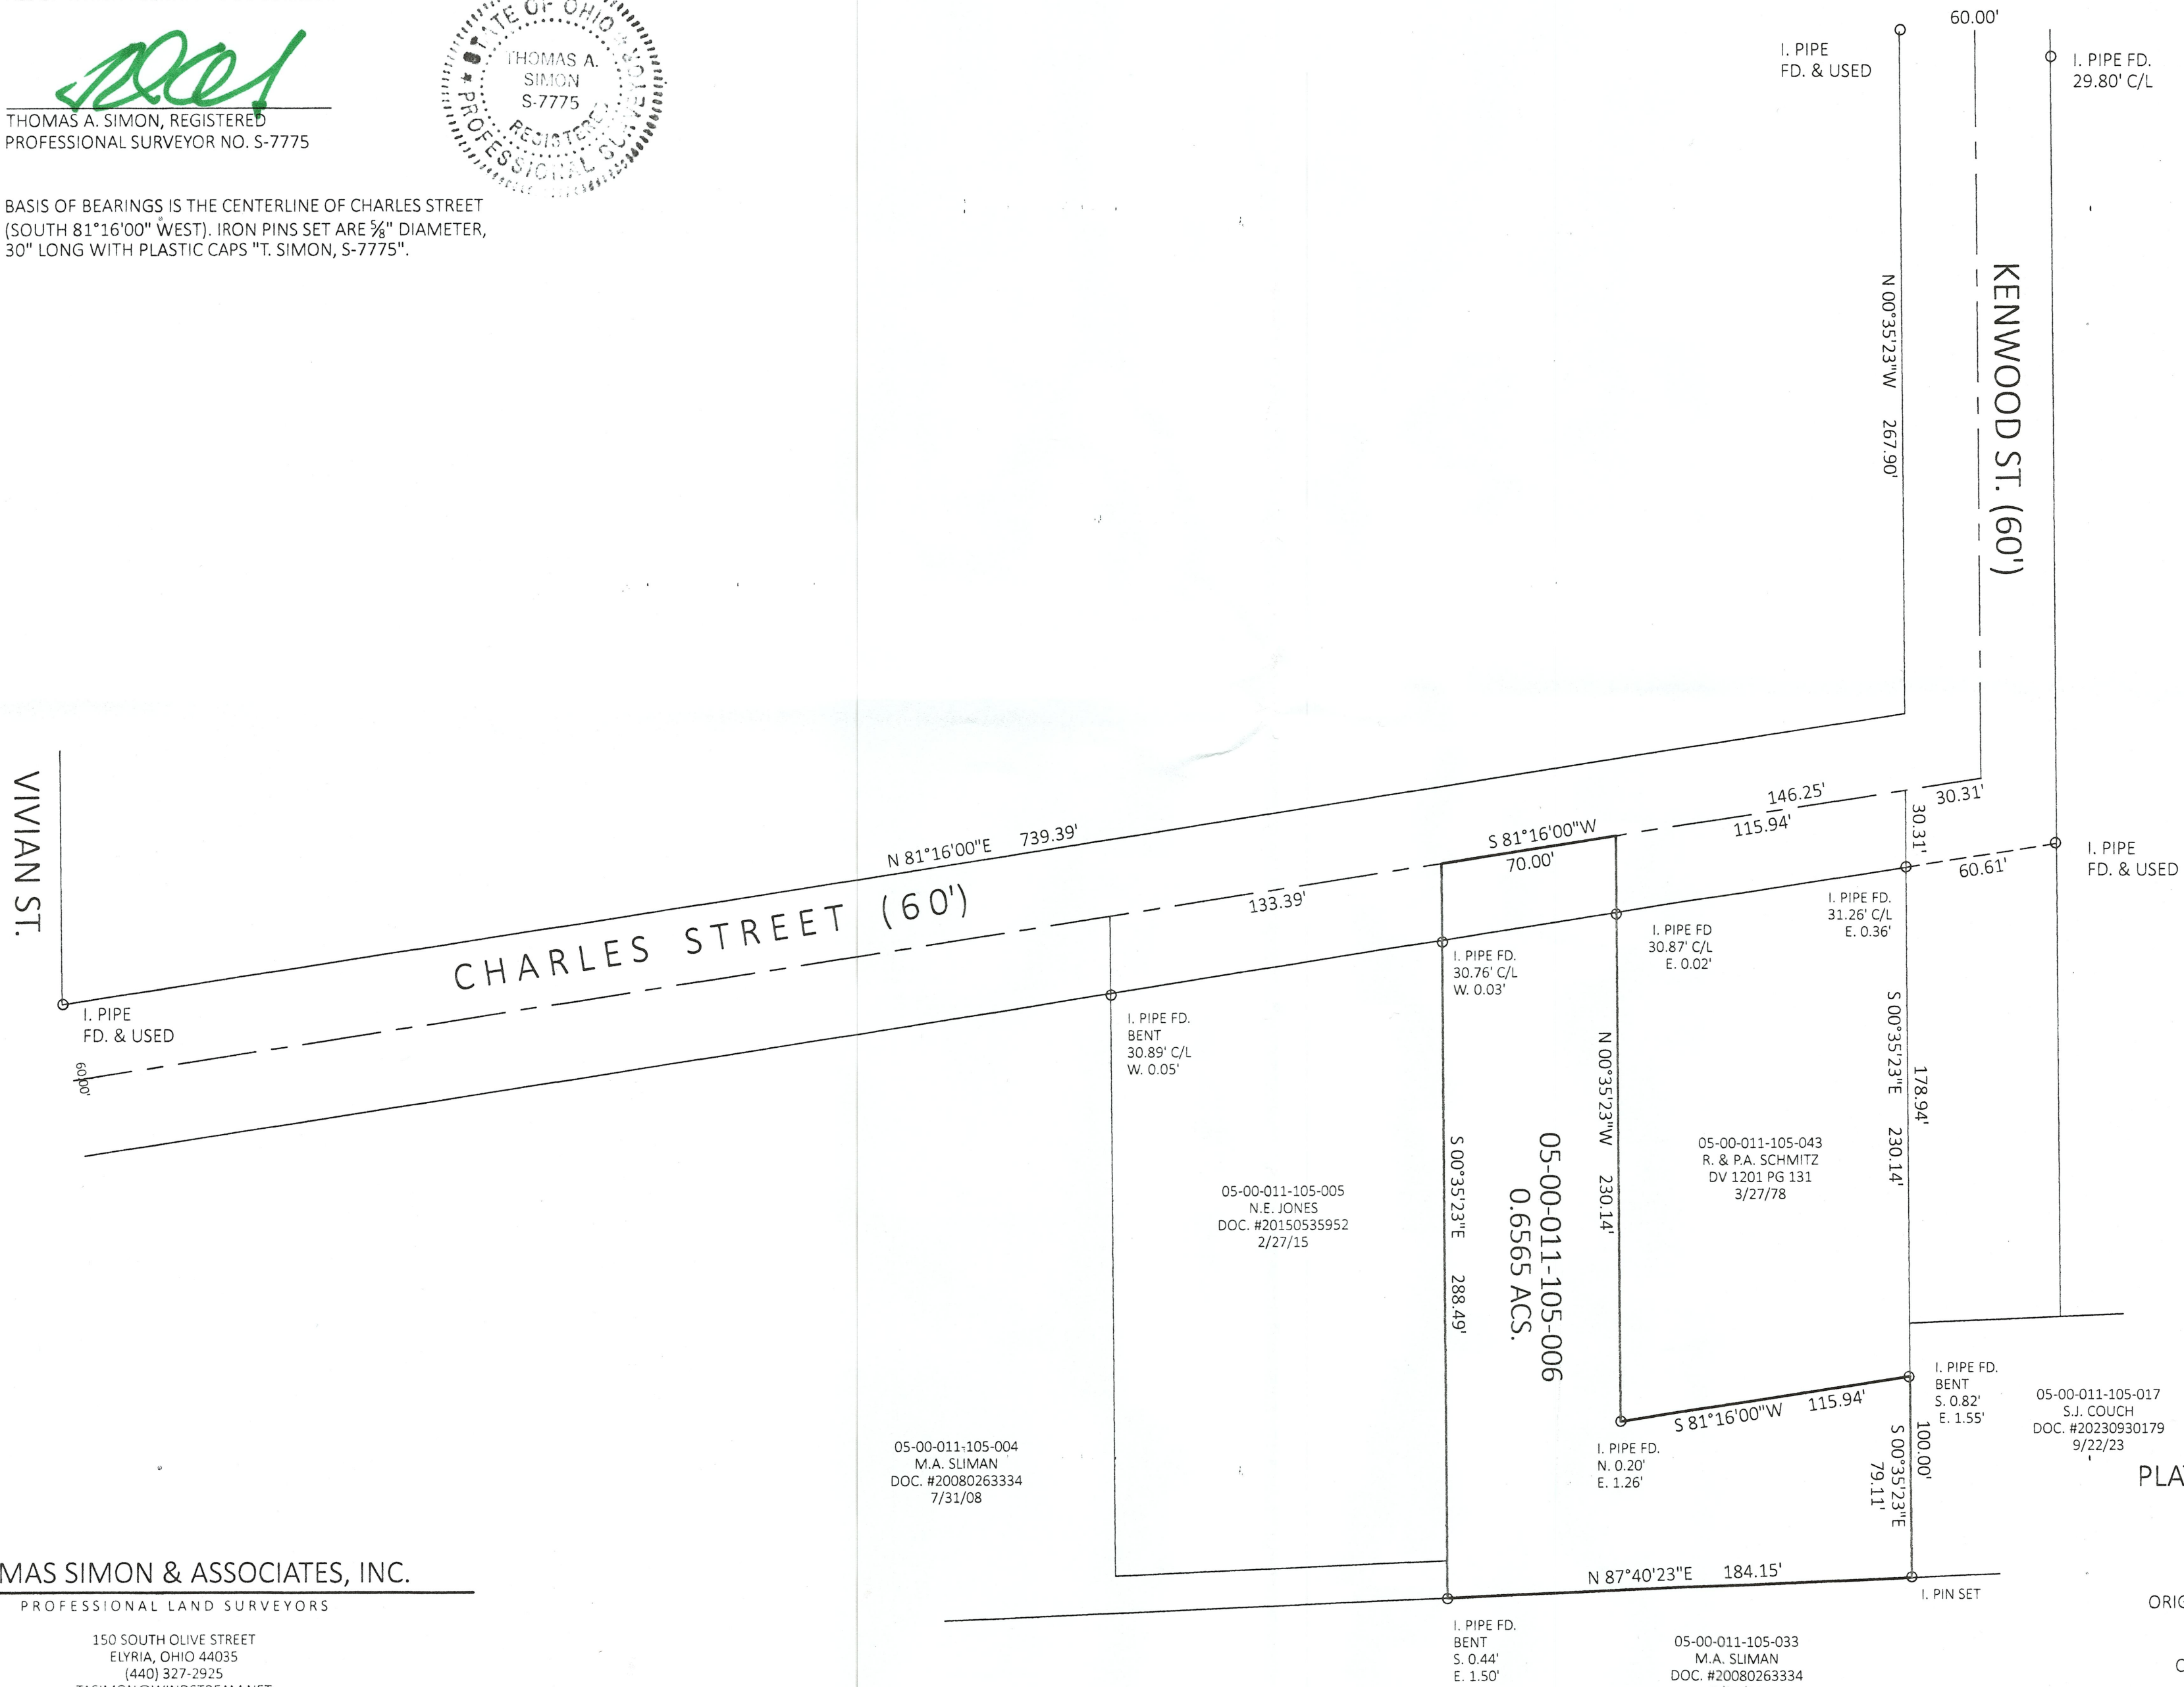 THOMAS A. SIMON, REGISTERED
PROFESSIONAL SURVEYOR NO. S-7775
STATE OF OHIO
THOMAS A.
SIMON
S-7775
REGISTERED
PROFESSIONAL SURVEYOR
BASIS OF BEARINGS IS THE CENTERLINE OF CHARLES STREET
(SOUTH 81°16'00" WEST). IRON PINS SET ARE ⅝" DIAMETER,
30" LONG WITH PLASTIC CAPS "T. SIMON, S-7775".
60.00'
I. PIPE
FD. & USED
I. PIPE FD.
29.80' C/L
N 00°35'23"W 267.90'
KENWOOD ST. (60')
VIVIAN ST.
I. PIPE
FD. & USED
60.00'
N 81°16'00"E 739.39'
CHARLES STREET (60')
133.39'
S 81°16'00"W
70.00'
146.25'
115.94'
30.31'
30.31'
60.61'
I. PIPE
FD. & USED
I. PIPE FD.
BENT
30.89' C/L
W. 0.05'
I. PIPE FD.
30.76' C/L
W. 0.03'
I. PIPE FD
30.87' C/L
E. 0.02'
I. PIPE FD.
31.26' C/L
E. 0.36'
05-00-011-105-005
N.E. JONES
DOC. #20150535952
2/27/15
S 00°35'23"E 288.49'
05-00-011-105-006
0.6565 ACS.
N 00°35'23"W 230.14'
05-00-011-105-043
R. & P.A. SCHMITZ
DV 1201 PG 131
3/27/78
S 00°35'23"E 230.14'
178.94'
S 81°16'00"W 115.94'
I. PIPE FD.
N. 0.20'
E. 1.26'
I. PIPE FD.
BENT
S. 0.82'
E. 1.55'
100.00'
S 00°35'23"E
79.11'
05-00-011-105-017
S.J. COUCH
DOC. #20230930179
9/22/23
05-00-011-105-004
M.A. SLIMAN
DOC. #20080263334
7/31/08
N 87°40'23"E 184.15'
I. PIN SET
I. PIPE FD.
BENT
S. 0.44'
E. 1.50'
05-00-011-105-033
M.A. SLIMAN
DOC. #20080263334
MAS SIMON & ASSOCIATES, INC.
PROFESSIONAL LAND SURVEYORS
150 SOUTH OLIVE STREET
ELYRIA, OHIO 44035
(440) 327-2925
PLA
ORIG